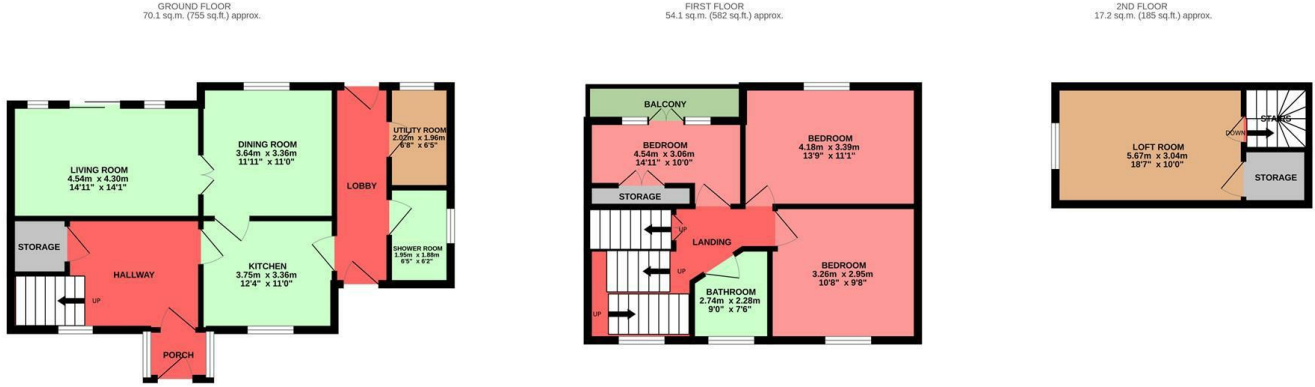 GROUND FLOOR
70.1 sq.m. (755 sq.ft.) approx.
LIVING ROOM
4.54m x 4.30m
14'11" x 14'1"
DINING ROOM
3.64m x 3.36m
11'11" x 11'0"
LOBBY
UTILITY ROOM
2.02m x 1.96m
6'8" x 6'5"
STORAGE
HALLWAY
UP
KITCHEN
3.75m x 3.36m
12'4" x 11'0"
SHOWER ROOM
1.95m x 1.88m
6'5" x 6'2"
PORCH
FIRST FLOOR
54.1 sq.m. (582 sq.ft.) approx.
BALCONY
BEDROOM
4.54m x 3.06m
14'11" x 10'0"
BEDROOM
4.18m x 3.39m
13'9" x 11'1"
STORAGE
UP
LANDING
UP
UP
BATHROOM
2.74m x 2.28m
9'0" x 7'6"
BEDROOM
3.26m x 2.95m
10'8" x 9'8"
2ND FLOOR
17.2 sq.m. (185 sq.ft.) approx.
LOFT ROOM
5.67m x 3.04m
18'7" x 10'0"
STAIRS
DOWN
STORAGE